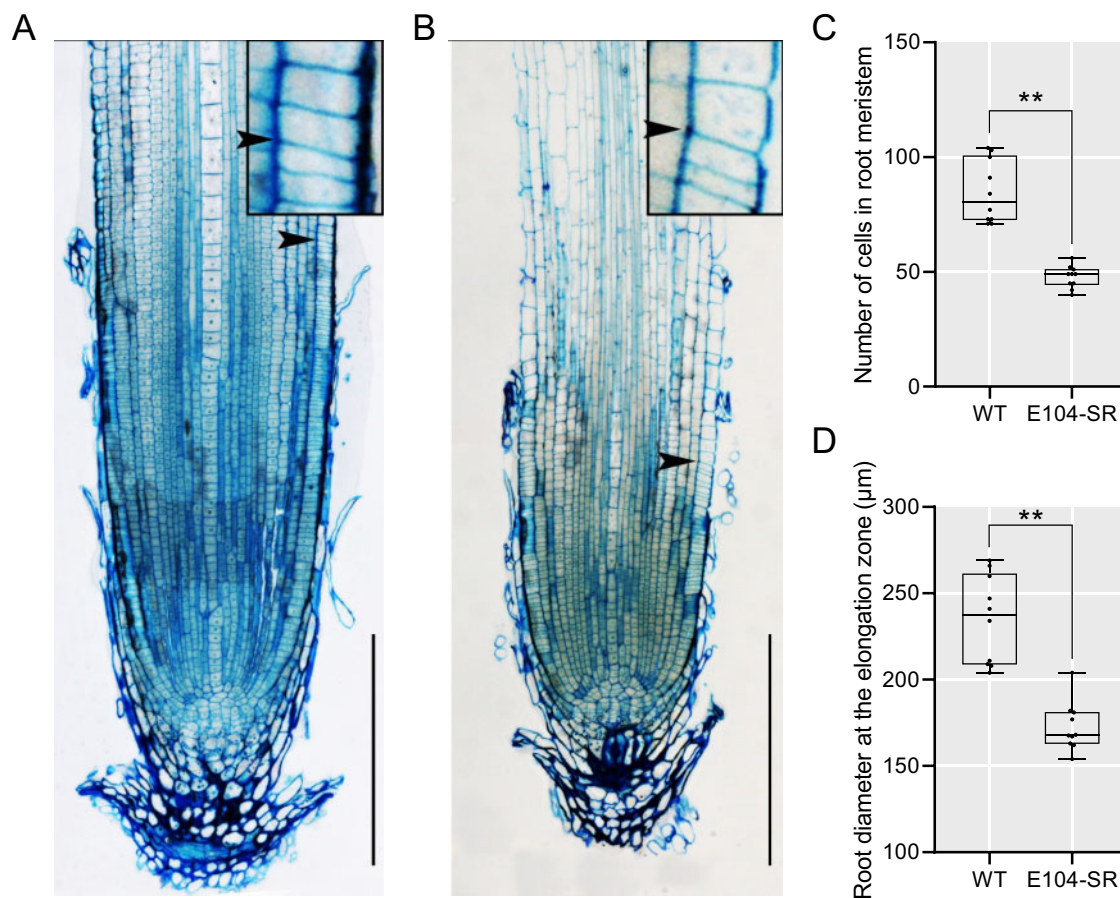 A
B
C
Number of cells in root meristem
150
100
50
0
**
WT E104-SR
D
Root diameter at the elongation zone (µm)
300
250
200
150
100
**
WT E104-SR